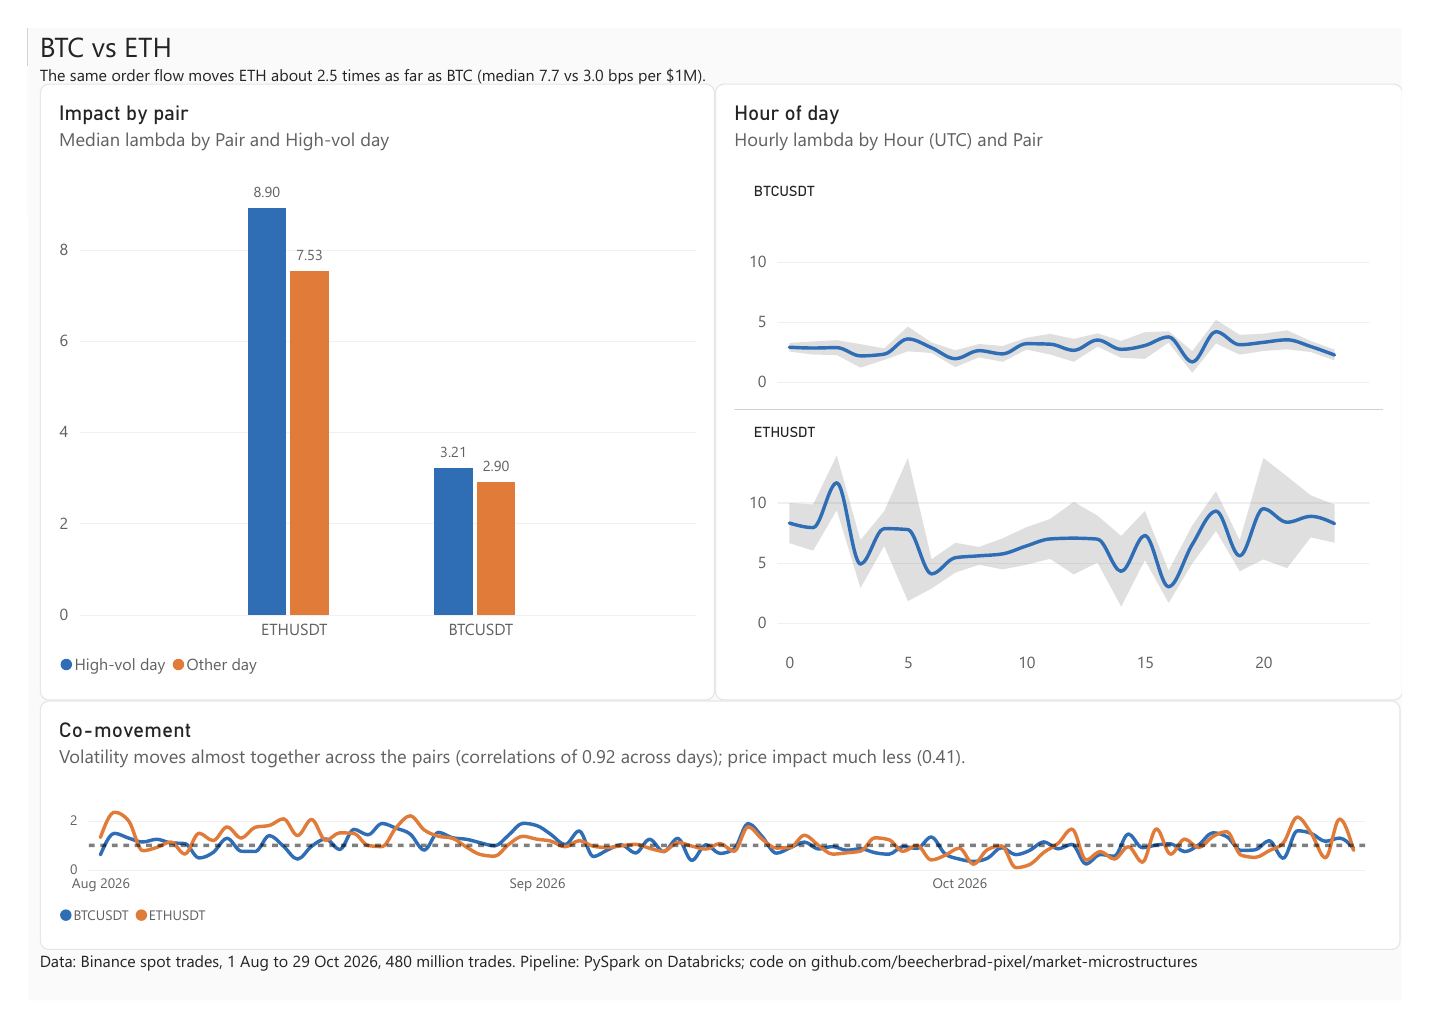 BTC vs ETH
The same order flow moves ETH about 2.5 times as far as BTC (median 7.7 vs 3.0 bps per $1M).
Impact by pair
Median lambda by Pair and High-vol day
8.90
7.53
3.21
2.90
8
6
4
2
0
ETHUSDT BTCUSDT
High-vol day Other day
Hour of day
Hourly lambda by Hour (UTC) and Pair
BTCUSDT
10
5
0
ETHUSDT
10
5
0
0 5 10 15 20
Co-movement
Volatility moves almost together across the pairs (correlations of 0.92 across days); price impact much less (0.41).
2
0
Aug 2026 Sep 2026 Oct 2026
BTCUSDT ETHUSDT
Data: Binance spot trades, 1 Aug to 29 Oct 2026, 480 million trades. Pipeline: PySpark on Databricks; code on github.com/beecherbrad-pixel/market-microstructures